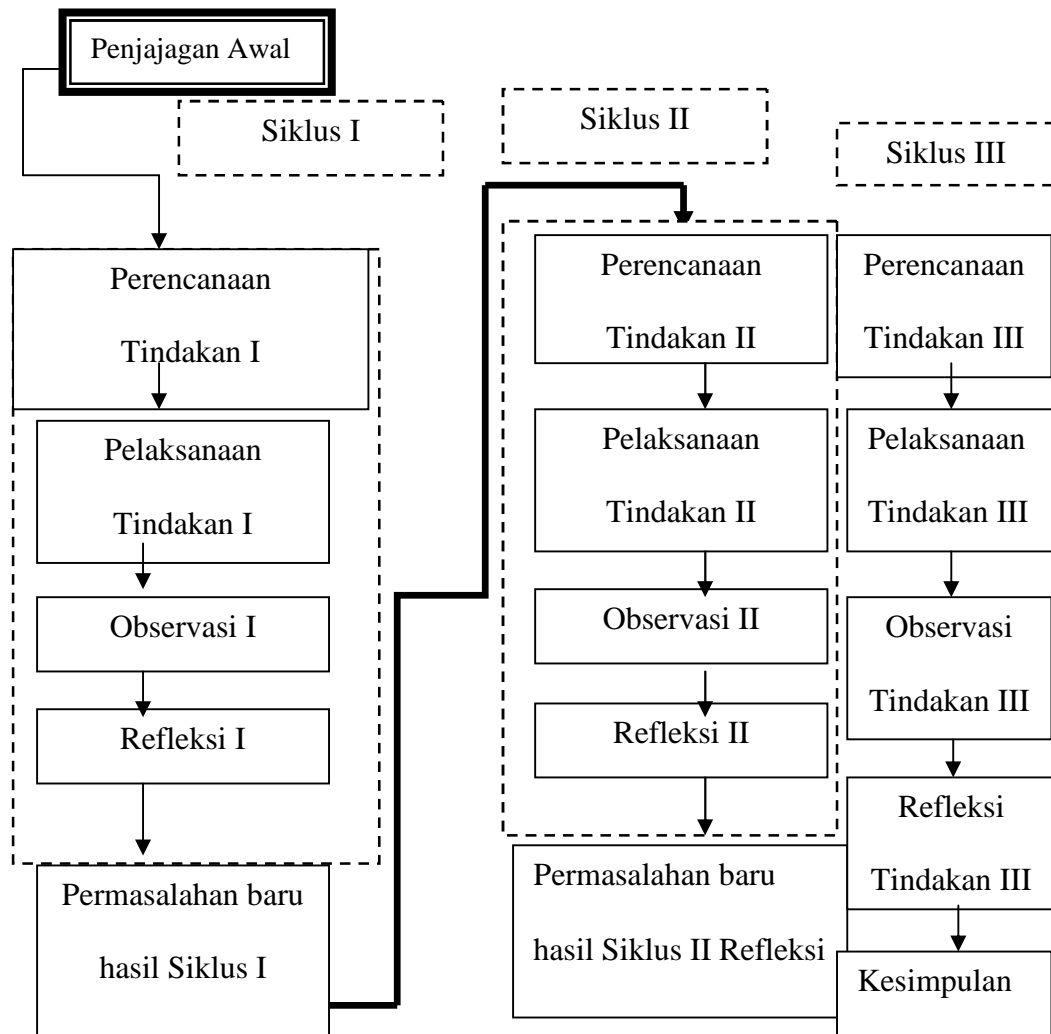 Penjajagan Awal
Siklus I
Siklus II
Siklus III
Perencanaan
Tindakan I
Pelaksanaan
Tindakan I
Observasi I
Refleksi I
Permasalahan baru
hasil Siklus I
Perencanaan
Tindakan II
Pelaksanaan
Tindakan II
Observasi II
Refleksi II
Permasalahan baru
hasil Siklus II Refleksi
Perencanaan
Tindakan III
Pelaksanaan
Tindakan III
Observasi
Tindakan III
Refleksi
Tindakan III
Kesimpulan